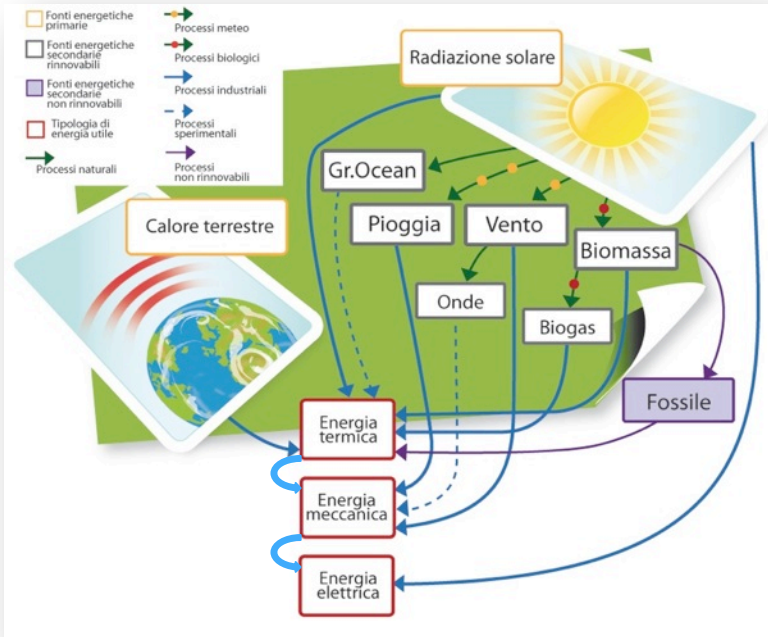 Fonti energetiche
primarie
Fonti energetiche
secondarie
rinnovabili
Fonti energetiche
secondarie
non rinnovabili
Tipologia di
energia utile
Processi naturali
Processi meteo
Processi biologici
Processi industriali
Processi
sperimentali
Processi
non rinnovabili
Radiazione solare
Gr.Ocean
Calore terrestre
Pioggia
Vento
Biomassa
Onde
Biogas
Fossile
Energia
termica
Energia
meccanica
Energia
elettrica